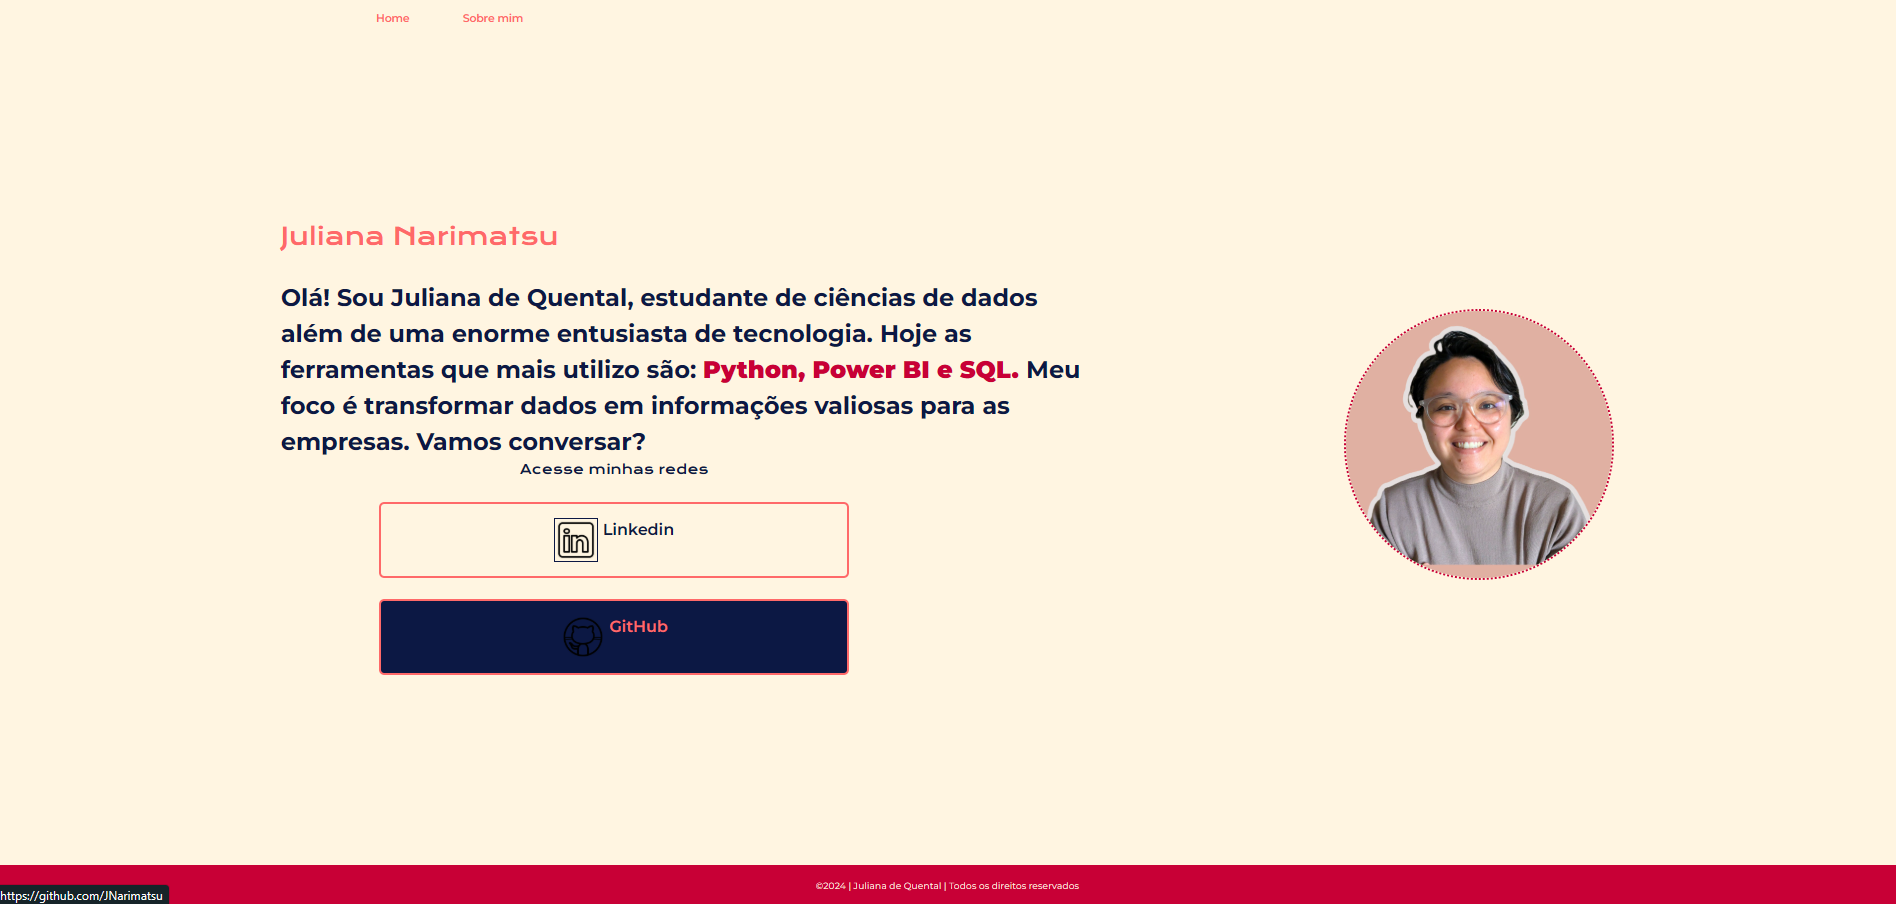 Home Sobre mim
Juliana Narimatsu
Olá! Sou Juliana de Quental, estudante de ciências de dados
além de uma enorme entusiasta de tecnologia. Hoje as
ferramentas que mais utilizo são: Python, Power BI e SQL. Meu
foco é transformar dados em informações valiosas para as
empresas. Vamos conversar?
Acesse minhas redes
in Linkedin
GitHub
©2024 | Juliana de Quental | Todos os direitos reservados
https://github.com/JNarimatsu